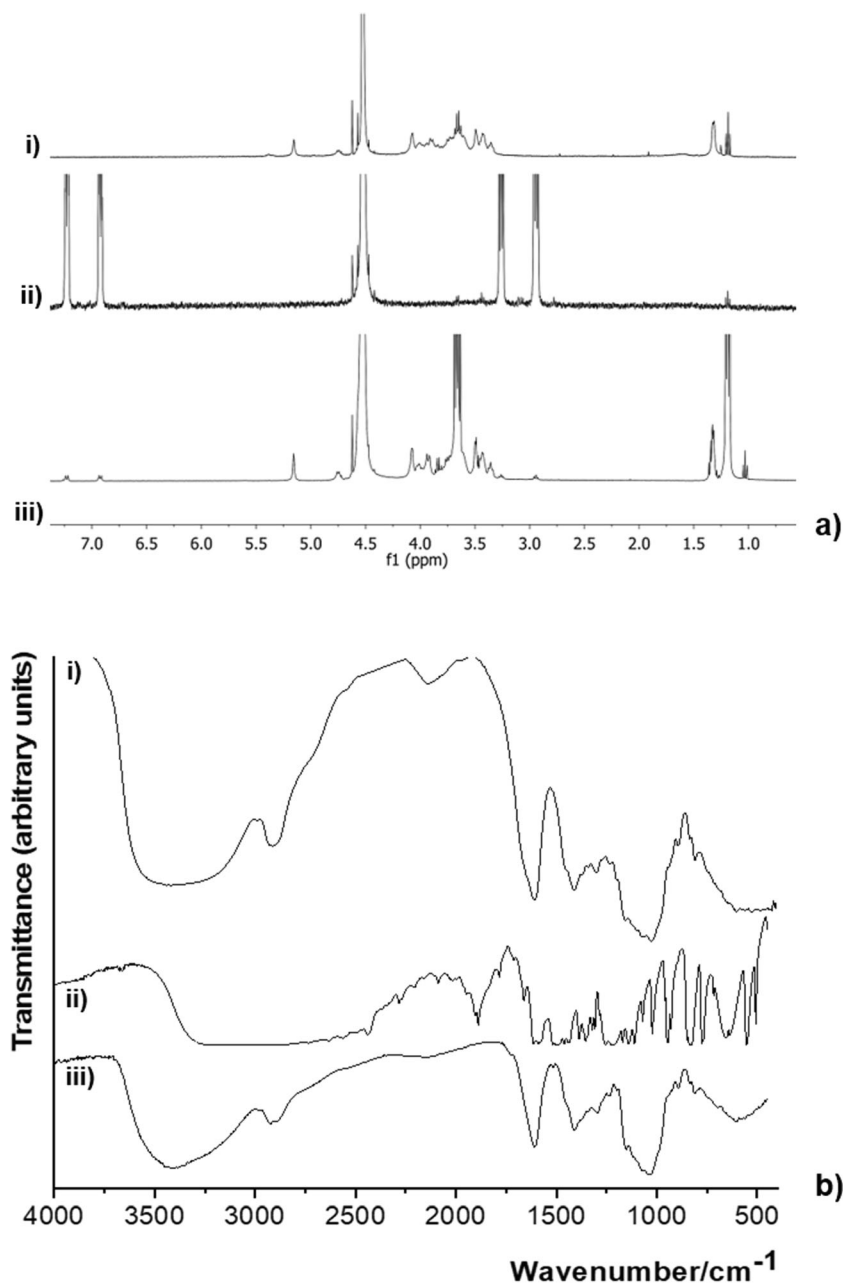 i)
ii)
iii)
7.0 6.5 6.0 5.5 5.0 4.5 4.0 3.5 3.0 2.5 2.0 1.5 1.0
f1 (ppm)
a)
Transmittance (arbitrary units)
i)
ii)
iii)
4000 3500 3000 2500 2000 1500 1000 500
b)
Wavenumber/cm⁻¹